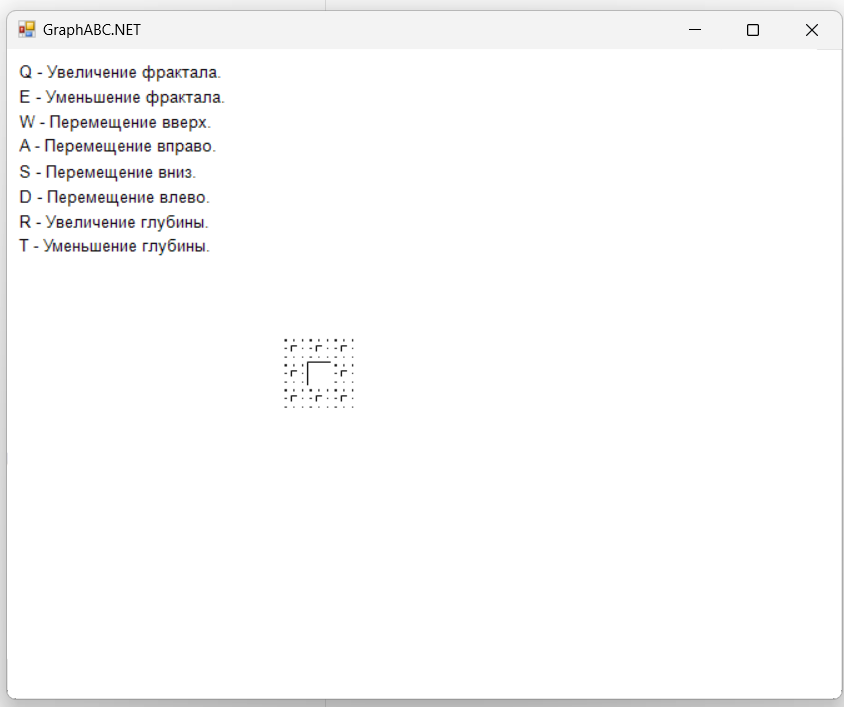 GraphABC.NET
Q - Увеличение фрактала.
E - Уменьшение фрактала.
W - Перемещение вверх.
A - Перемещение вправо.
S - Перемещение вниз.
D - Перемещение влево.
R - Увеличение глубины.
T - Уменьшение глубины.